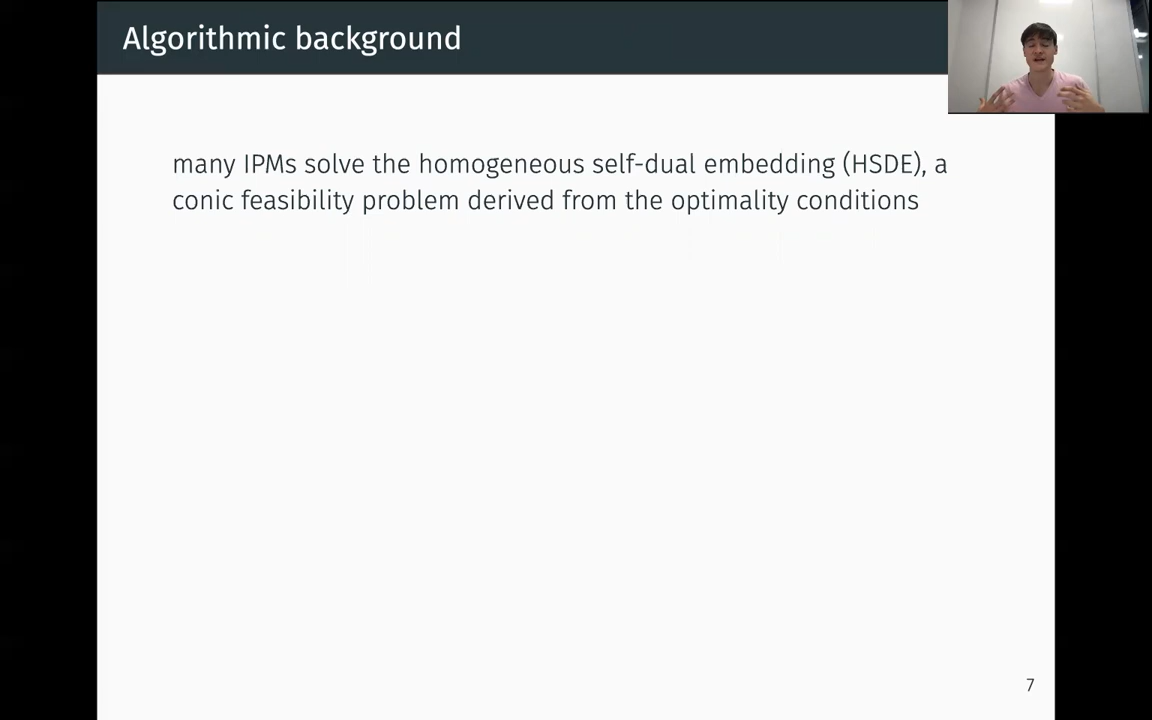 Algorithmic background
many IPMs solve the homogeneous self-dual embedding (HSDE), a
conic feasibility problem derived from the optimality conditions
7